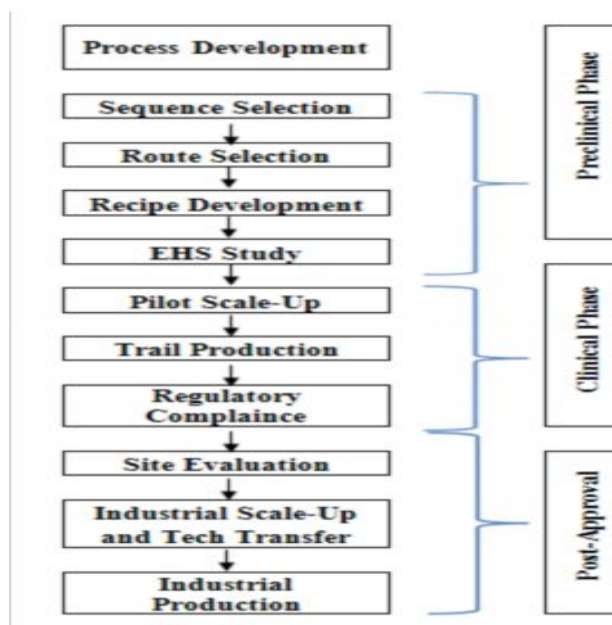 Process Development
Sequence Selection
Route Selection
Recipe Development
EHS Study
Pilot Scale-Up
Trail Production
Regulatory
Complaince
Site Evaluation
Industrial Scale-Up
and Tech Transfer
Industrial
Production
Preclinical Phase
Clinical Phase
Post-Approval